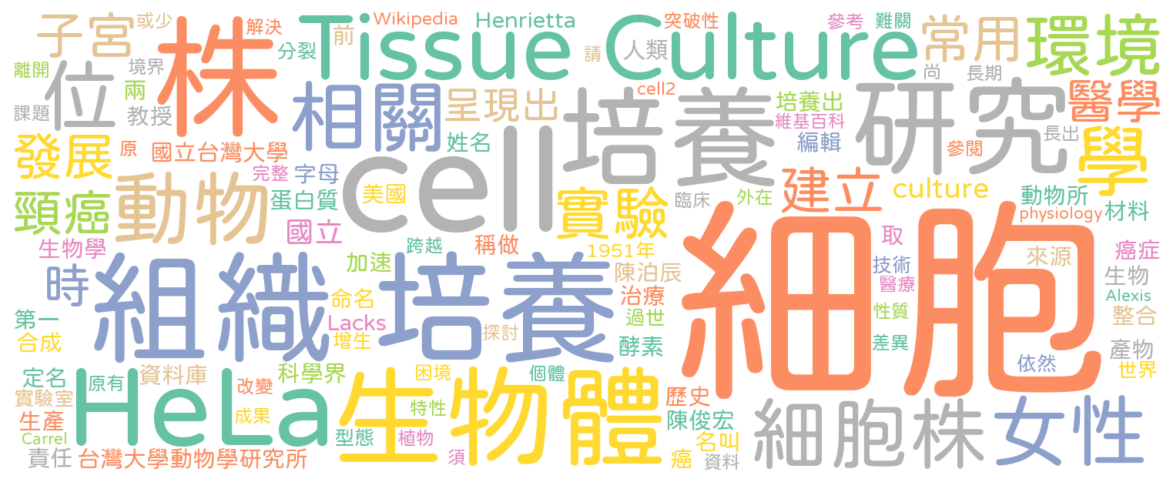 子宮 或少 株 解決 Tissue Culture Wikipedia Henrietta 突破性 參考 難關 常用 環境
離開 位 境界 分裂 前 請 人類 尚 長期
課題 兩 教授 相關 呈現出 cell2 培養出 研究 醫學
發展 原 國立台灣大學 姓名 培養 維基百科 編輯 參閱 長出 學
頸癌 動物 完整 字母 蛋白質 美國 cell 實驗 臨床 外在 建立 culture 動物所 材料
生物學 國立 跨越 稱做 1951年 細胞 取 physiology 癌症
時 組織培養 加速 陳泊辰 技術 來源 生物
第一 命名 Lacks 治療 過世 醫療 性質 Alexis 整合
合成 增生 探討 酵素 差異 依然 產物 世界
定名 原有 資料庫 改變 科學界 困境 個體 歷史
實驗室 HeLa 成果 生物體 特性 陳俊宏 細胞株 女性
生產 Carrel 型態 植物 名叫
責任 台灣大學動物學研究所 須 癌 資料